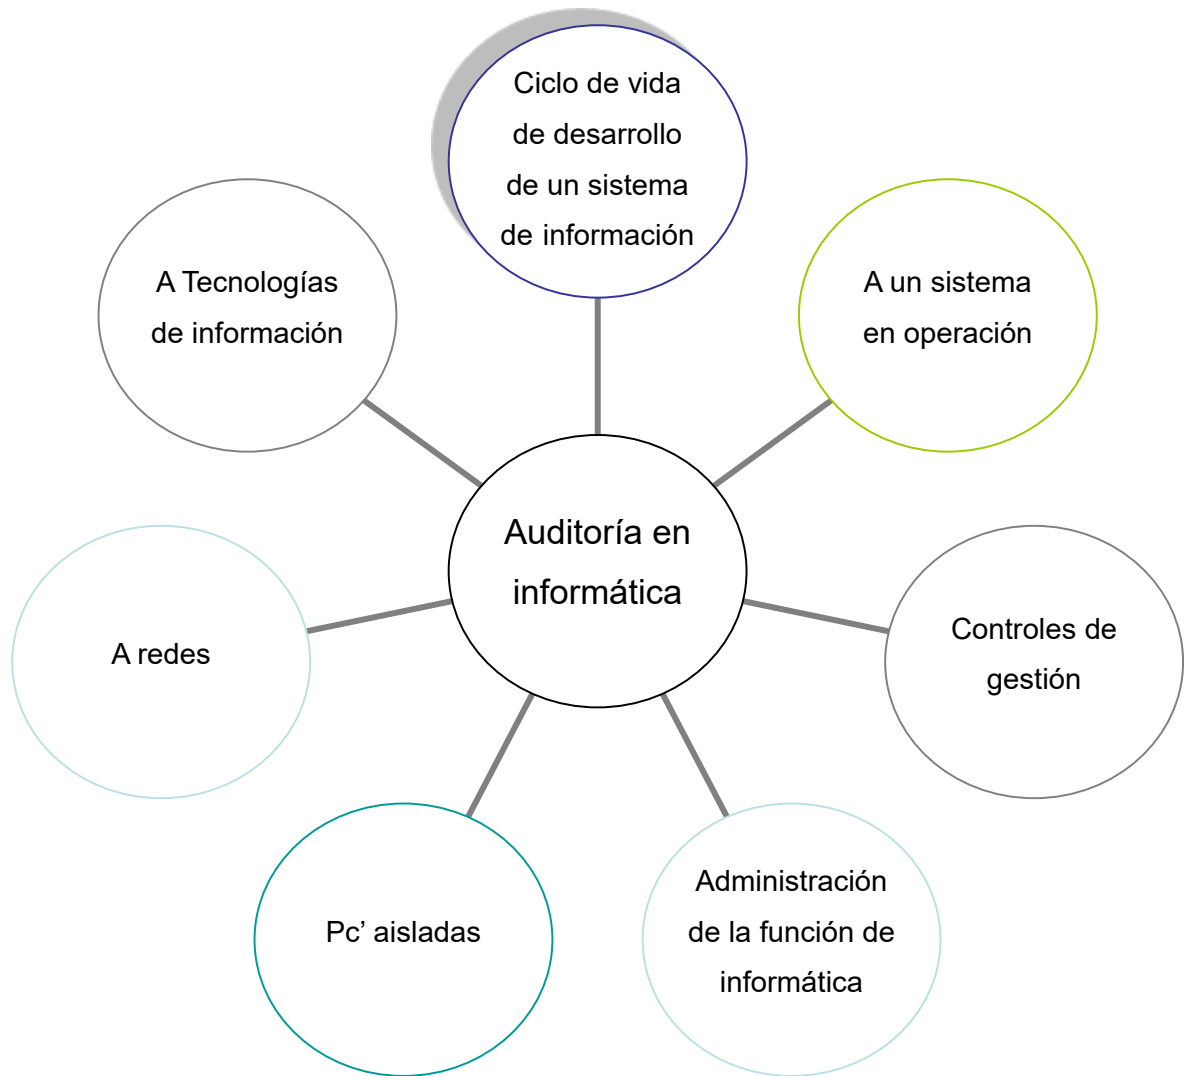 Ciclo de vida
de desarrollo
de un sistema
de información
A Tecnologías
de información
A un sistema
en operación
Auditoría en
informática
Controles de
gestión
A redes
Administración
de la función de
informática
Pc’ aisladas